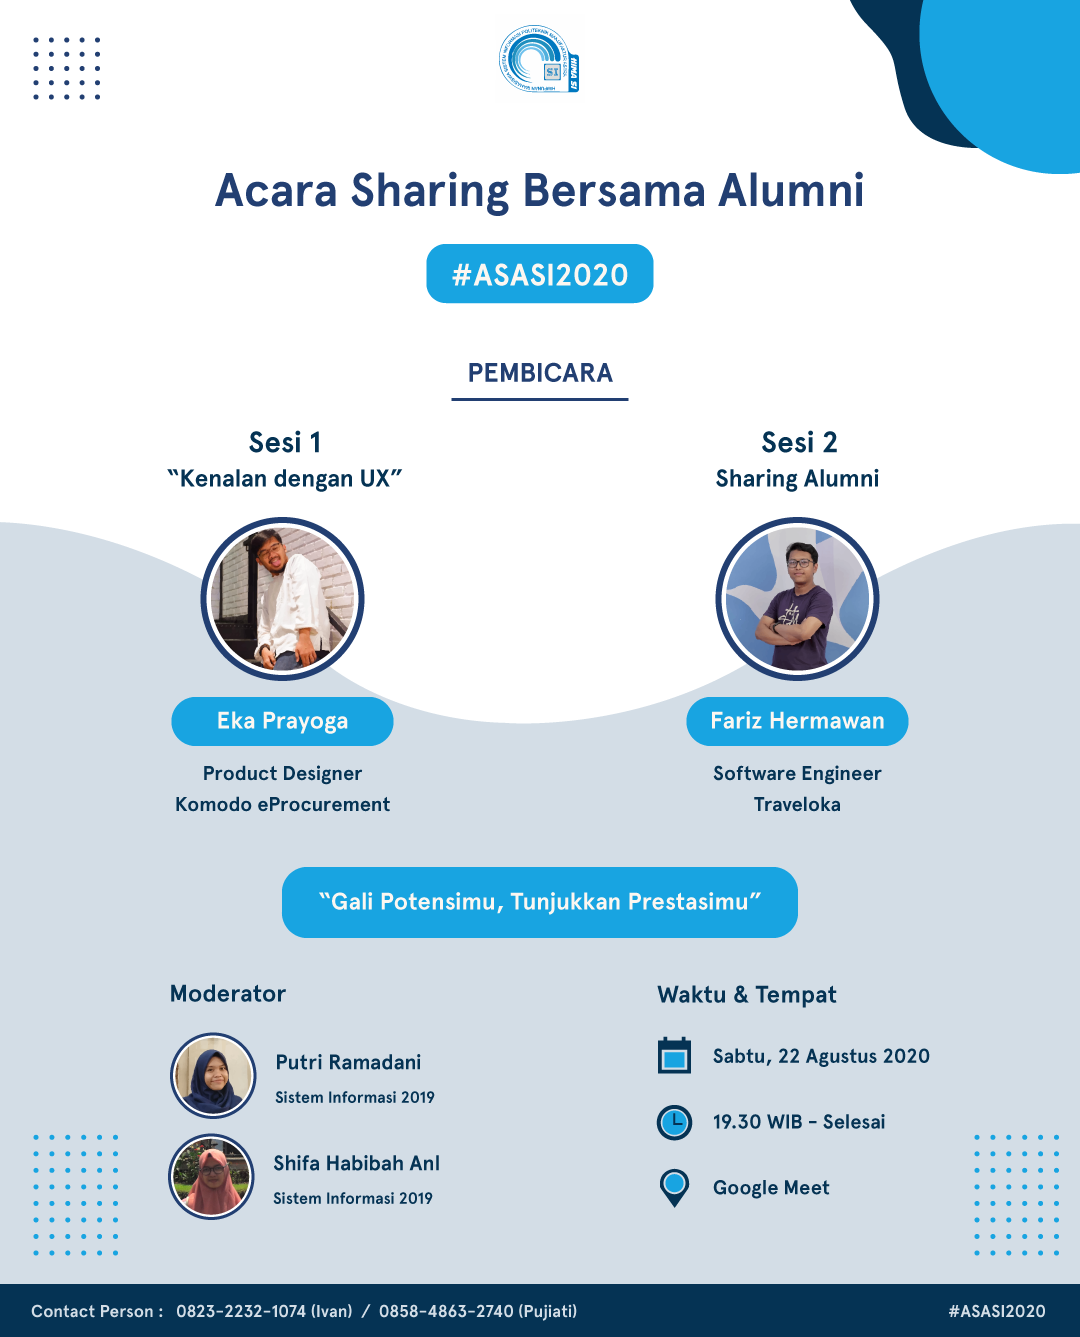 HIMA SI
SI
Acara Sharing Bersama Alumni
#ASASI2020
PEMBICARA
Sesi 1
“Kenalan dengan UX”
Sesi 2
Sharing Alumni
Eka Prayoga
Product Designer
Komodo eProcurement
Fariz Hermawan
Software Engineer
Traveloka
“Gali Potensimu, Tunjukkan Prestasimu”
Moderator
Putri Ramadani
Sistem Informasi 2019
Shifa Habibah Anl
Sistem Informasi 2019
Waktu & Tempat
Sabtu, 22 Agustus 2020
19.30 WIB - Selesai
Google Meet
Contact Person : 0823-2232-1074 (Ivan) / 0858-4863-2740 (Pujiati)
#ASASI2020